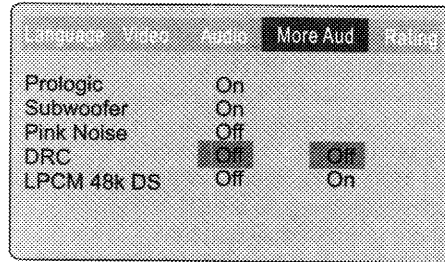 Language Video Audio More Aud Rating
Prologic On
Subwoofer On
Pink Noise Off
DRC Off Off
LPCM 48k DS Off On